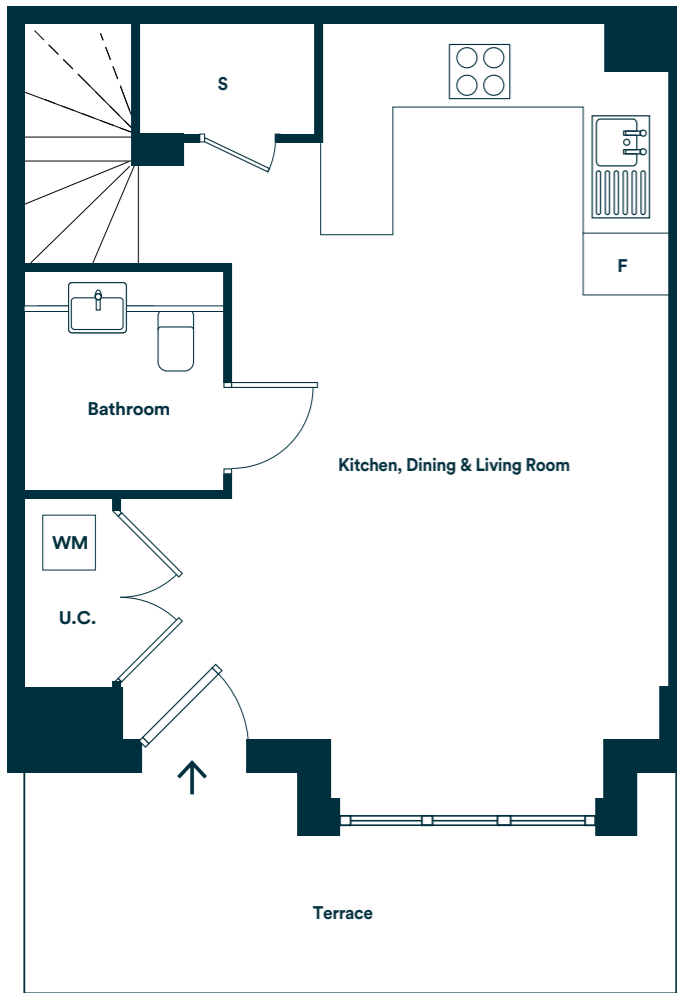 S
F
Bathroom
Kitchen, Dining & Living Room
WM
U.C.
Terrace